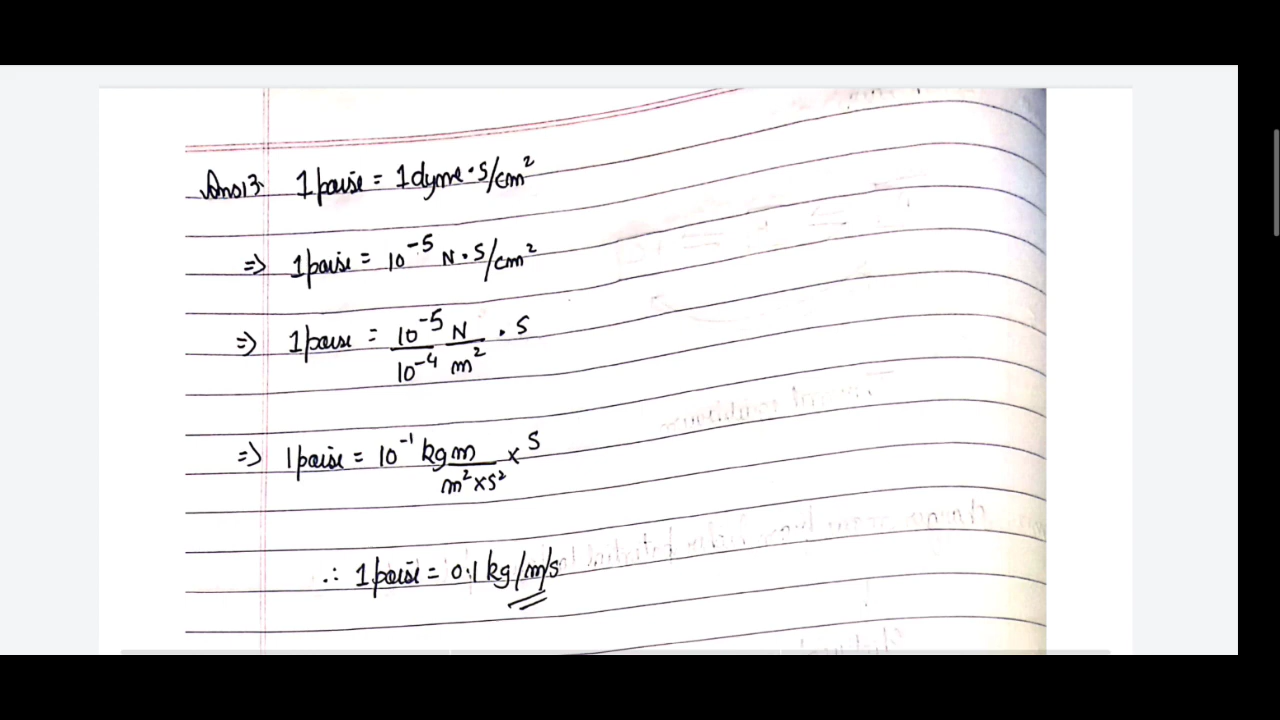 Ans13. 1 poise = 1 dyne · S/cm²
⇒ 1 poise = 10⁻⁵ N · S/cm²
⇒ 1 poise = 10⁻⁵/10⁻⁴ N/m² · S
⇒ 1 poise = 10⁻¹ kg m/m² × s² × S
∴ 1 poise = 0.1 kg/m/s